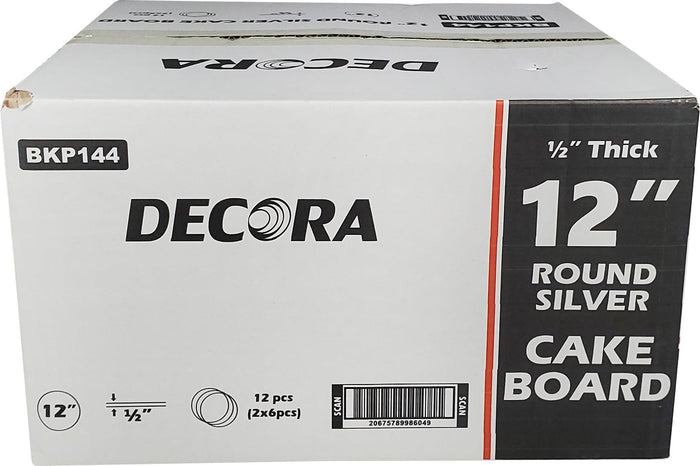 12" ROUND SILVER CAKE BOARD
DECORA
BKP144
DECORA
½" Thick
12"
ROUND
SILVER
CAKE
BOARD
12"
½"
12 pcs
(2x6pcs)
SCAN
SCAN
20675789986049